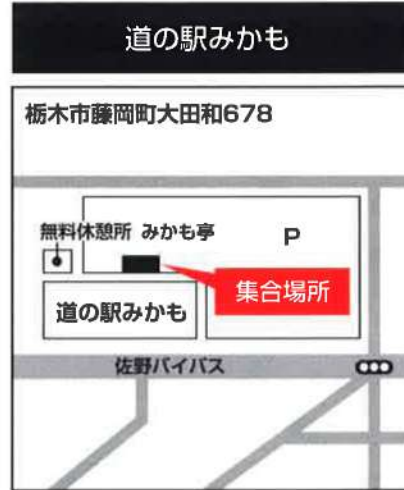 道の駅みかも
栃木市藤岡町大田和678
無料休憩所 みかも亭
P
集合場所
道の駅みかも
佐野バイパス